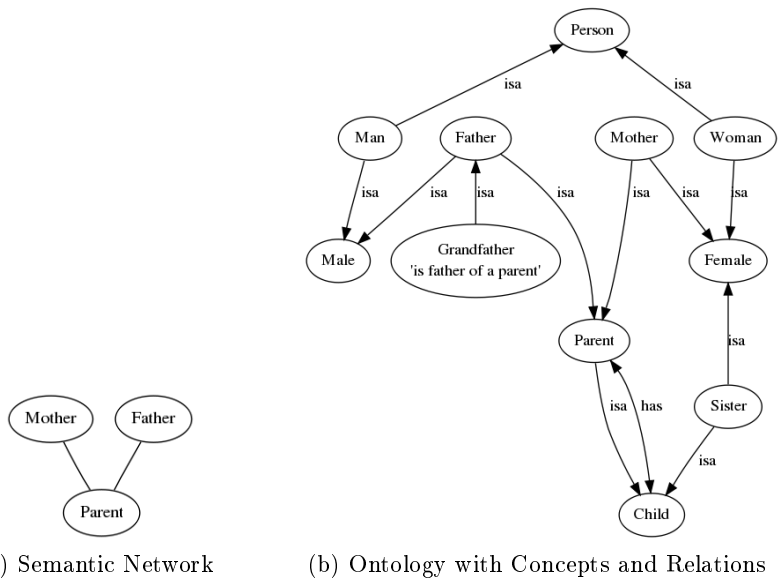 Person
isa
isa
Man
Father
Mother
Woman
isa
isa
isa
isa
isa
isa
isa
Male
Grandfather
'is father of a parent'
Female
Parent
isa
isa
has
Mother
Father
Sister
isa
Parent
Child
) Semantic Network
(b) Ontology with Concepts and Relations